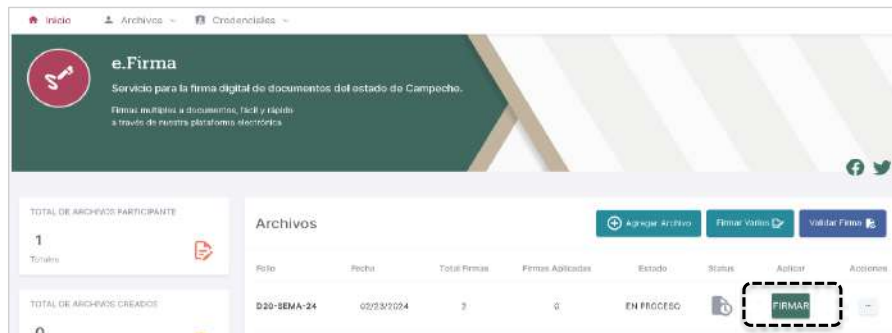 Inicio Archivos Credenciales
e.Firma
Servicio para la firma digital de documentos del estado de Campeche.
Firmas múltiples a documentos, fácil y rápido
a través de nuestra plataforma electrónica
TOTAL DE ARCHIVOS PARTICIPANTE
1
Totales
TOTAL DE ARCHIVOS CREADOS
0
Archivos
Agregar Archivo Firmar Varios Validar Firma
Folio Fecha Total Firmas Firmas Aplicadas Estado Status Aplicar Acciones
D20-SEMA-24 02/23/2024 2 0 EN PROCESO FIRMAR